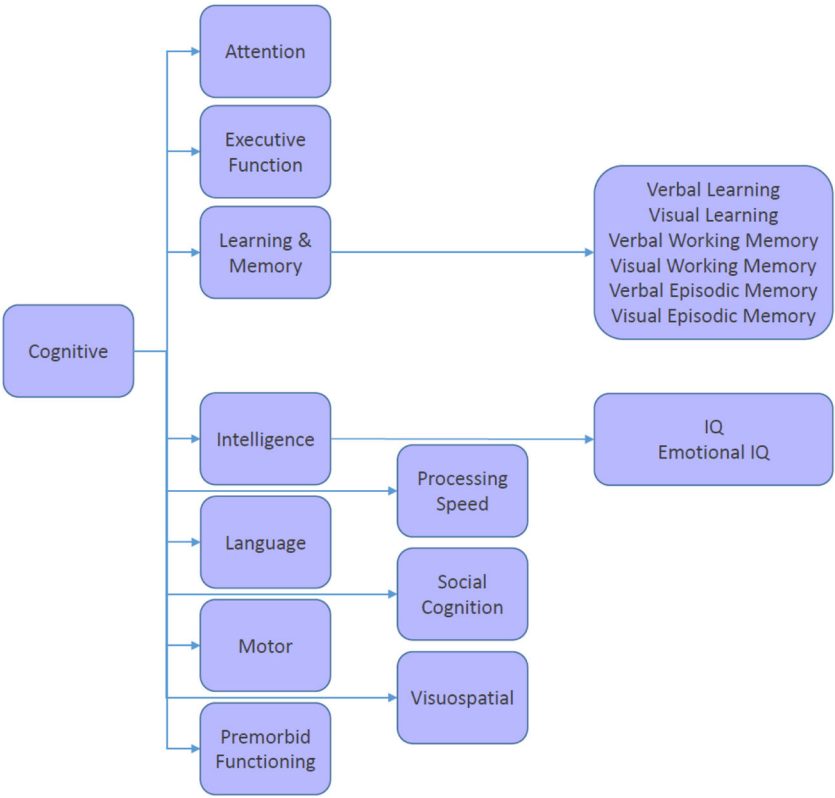 Attention
Executive
Function
Learning &
Memory
Verbal Learning
Visual Learning
Verbal Working Memory
Visual Working Memory
Verbal Episodic Memory
Visual Episodic Memory
Cognitive
Intelligence
IQ
Emotional IQ
Processing
Speed
Language
Social
Cognition
Motor
Visuospatial
Premorbid
Functioning